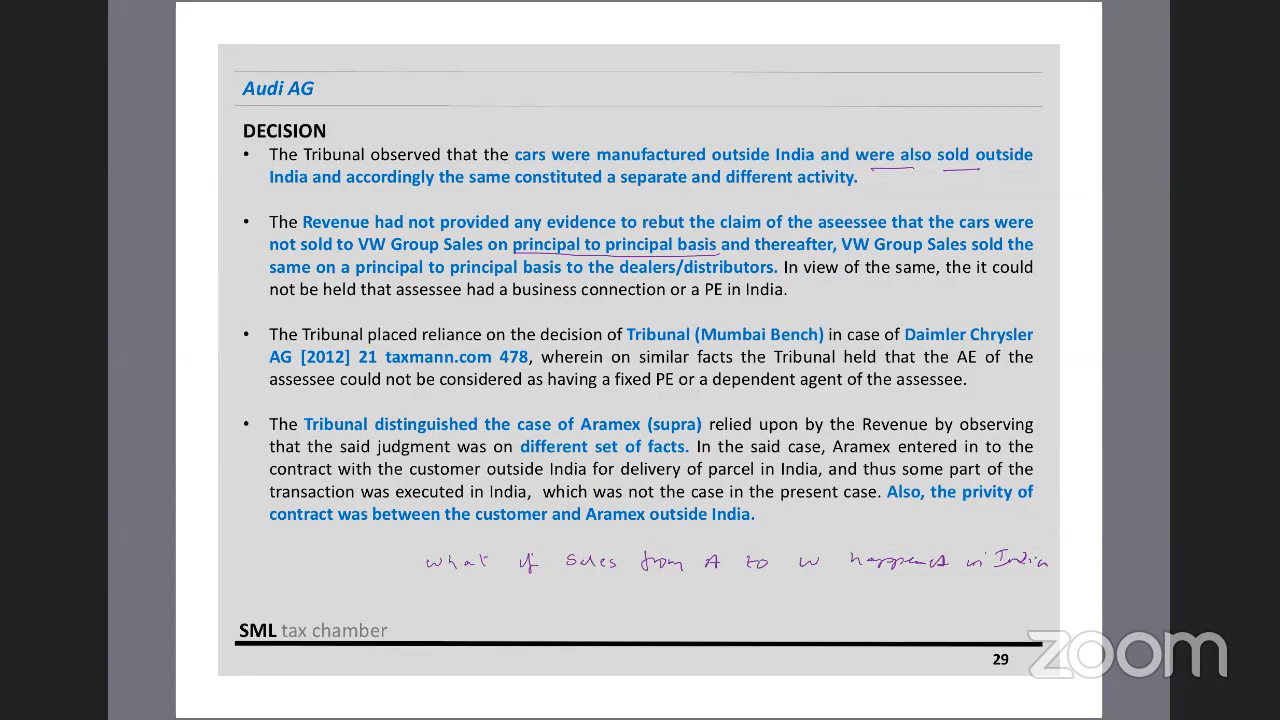 Audi AG
DECISION
• The Tribunal observed that the cars were manufactured outside India and were also sold outside
India and accordingly the same constituted a separate and different activity.
• The Revenue had not provided any evidence to rebut the claim of the aseessee that the cars were
not sold to VW Group Sales on principal to principal basis and thereafter, VW Group Sales sold the
same on a principal to principal basis to the dealers/distributors. In view of the same, the it could
not be held that assessee had a business connection or a PE in India.
• The Tribunal placed reliance on the decision of Tribunal (Mumbai Bench) in case of Daimler Chrysler
AG [2012] 21 taxmann.com 478, wherein on similar facts the Tribunal held that the AE of the
assessee could not be considered as having a fixed PE or a dependent agent of the assessee.
• The Tribunal distinguished the case of Aramex (supra) relied upon by the Revenue by observing
that the said judgment was on different set of facts. In the said case, Aramex entered in to the
contract with the customer outside India for delivery of parcel in India, and thus some part of the
transaction was executed in India, which was not the case in the present case. Also, the privity of
contract was between the customer and Aramex outside India.
what if sales from A to W happens in India
SML tax chamber
29
zoom